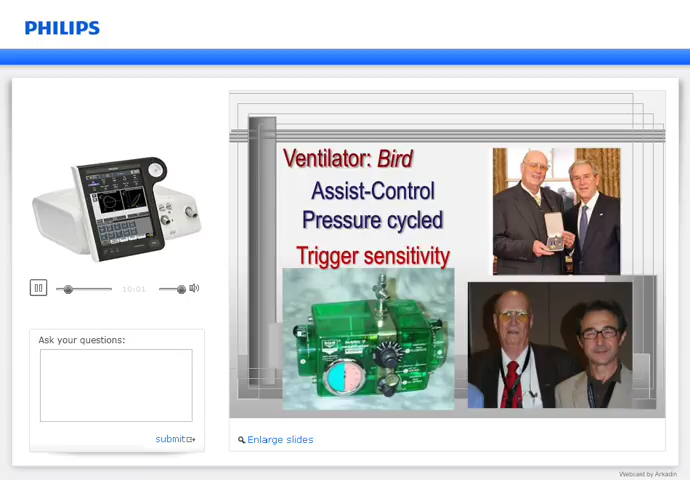 PHILIPS
Ventilator: Bird
Assist-Control
Pressure cycled
Trigger sensitivity
10:01
Ask your questions:
submit
Enlarge slides
Webcast by Arkadin